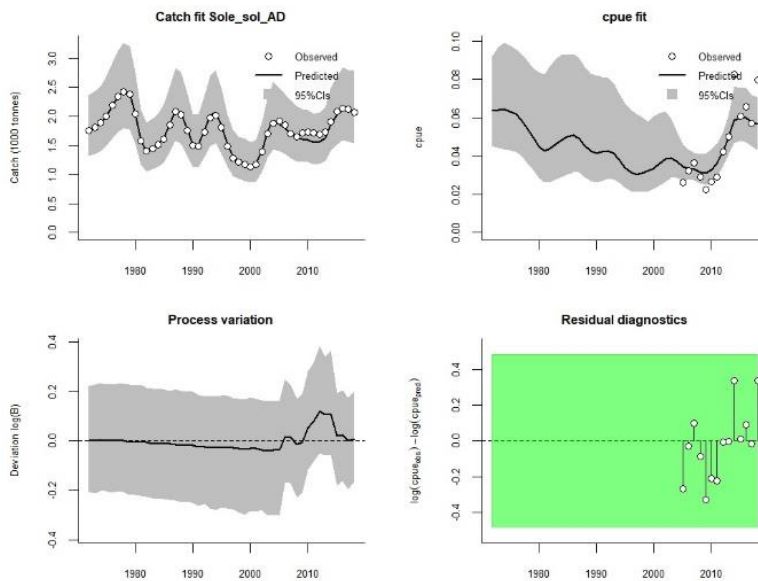 Catch fit Sole_sol_AD
Catch (1000 tonnes)
0.0 0.5 1.0 1.5 2.0 2.5 3.0
Observed
Predicted
95%CIs
1980 1990 2000 2010
cpue fit
cpue
0.00 0.02 0.04 0.06 0.08 0.10
Observed
Predicted
95%CIs
1980 1990 2000 2010
Process variation
Deviation log(B)
-0.4 -0.2 0.0 0.2 0.4
1980 1990 2000 2010
Residual diagnostics
log(cpue_obs) − log(cpue_pred)
-0.4 -0.2 0.0 0.2 0.4
1980 1990 2000 2010